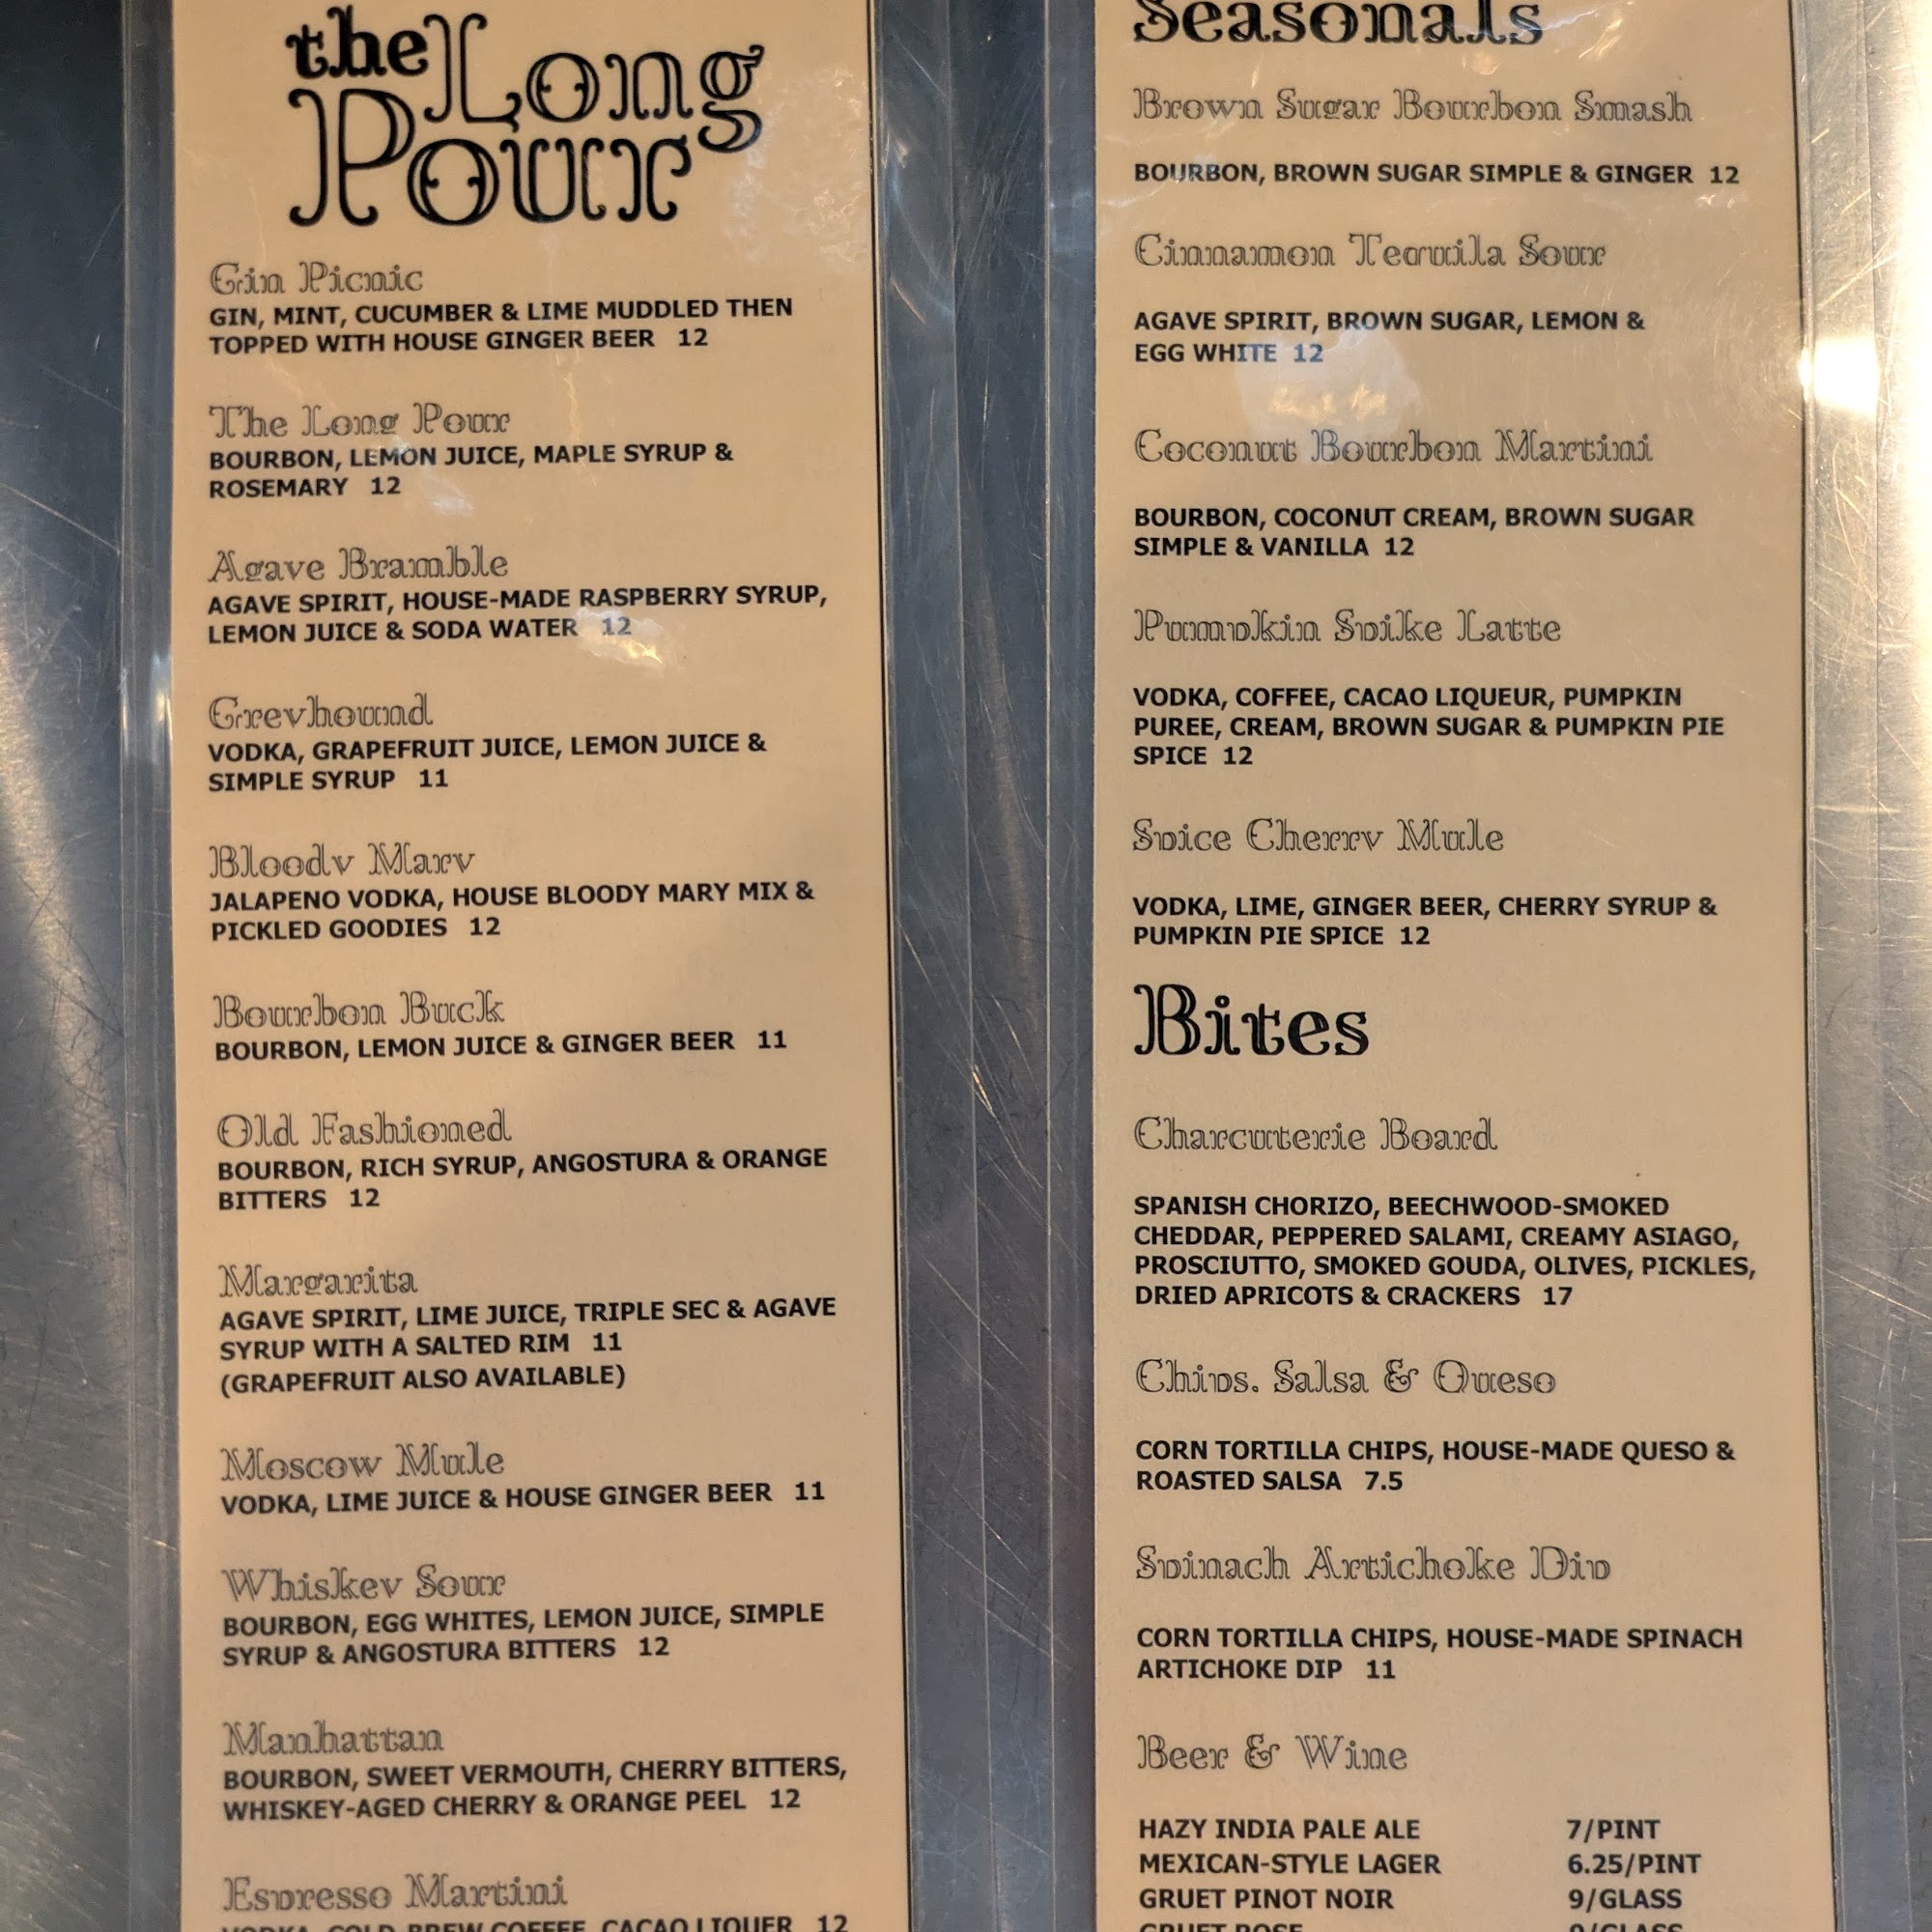 the Long
Pour
Gin Picnic
GIN, MINT, CUCUMBER & LIME MUDDLED THEN
TOPPED WITH HOUSE GINGER BEER 12
The Long Pour
BOURBON, LEMON JUICE, MAPLE SYRUP &
ROSEMARY 12
Agave Bramble
AGAVE SPIRIT, HOUSE-MADE RASPBERRY SYRUP,
LEMON JUICE & SODA WATER 12
Greyhound
VODKA, GRAPEFRUIT JUICE, LEMON JUICE &
SIMPLE SYRUP 11
Bloody Mary
JALAPENO VODKA, HOUSE BLOODY MARY MIX &
PICKLED GOODIES 12
Bourbon Buck
BOURBON, LEMON JUICE & GINGER BEER 11
Old Fashioned
BOURBON, RICH SYRUP, ANGOSTURA & ORANGE
BITTERS 12
Margarita
AGAVE SPIRIT, LIME JUICE, TRIPLE SEC & AGAVE
SYRUP WITH A SALTED RIM 11
(GRAPEFRUIT ALSO AVAILABLE)
Moscow Mule
VODKA, LIME JUICE & HOUSE GINGER BEER 11
Whiskey Sour
BOURBON, EGG WHITES, LEMON JUICE, SIMPLE
SYRUP & ANGOSTURA BITTERS 12
Manhattan
BOURBON, SWEET VERMOUTH, CHERRY BITTERS,
WHISKEY-AGED CHERRY & ORANGE PEEL 12
Espresso Martini
VODKA, COLD-BREW COFFEE, CACAO LIQUER 12
Seasonals
Brown Sugar Bourbon Smash
BOURBON, BROWN SUGAR SIMPLE & GINGER 12
Cinnamon Tequila Sour
AGAVE SPIRIT, BROWN SUGAR, LEMON &
EGG WHITE 12
Coconut Bourbon Martini
BOURBON, COCONUT CREAM, BROWN SUGAR
SIMPLE & VANILLA 12
Pumpkin Spike Latte
VODKA, COFFEE, CACAO LIQUEUR, PUMPKIN
PUREE, CREAM, BROWN SUGAR & PUMPKIN PIE
SPICE 12
Spice Cherry Mule
VODKA, LIME, GINGER BEER, CHERRY SYRUP &
PUMPKIN PIE SPICE 12
Bites
Charcuterie Board
SPANISH CHORIZO, BEECHWOOD-SMOKED
CHEDDAR, PEPPERED SALAMI, CREAMY ASIAGO,
PROSCIUTTO, SMOKED GOUDA, OLIVES, PICKLES,
DRIED APRICOTS & CRACKERS 17
Chips, Salsa & Queso
CORN TORTILLA CHIPS, HOUSE-MADE QUESO &
ROASTED SALSA 7.5
Spinach Artichoke Dip
CORN TORTILLA CHIPS, HOUSE-MADE SPINACH
ARTICHOKE DIP 11
Beer & Wine
HAZY INDIA PALE ALE 7/PINT
MEXICAN-STYLE LAGER 6.25/PINT
GRUET PINOT NOIR 9/GLASS
GRUET ROSE 9/GLASS